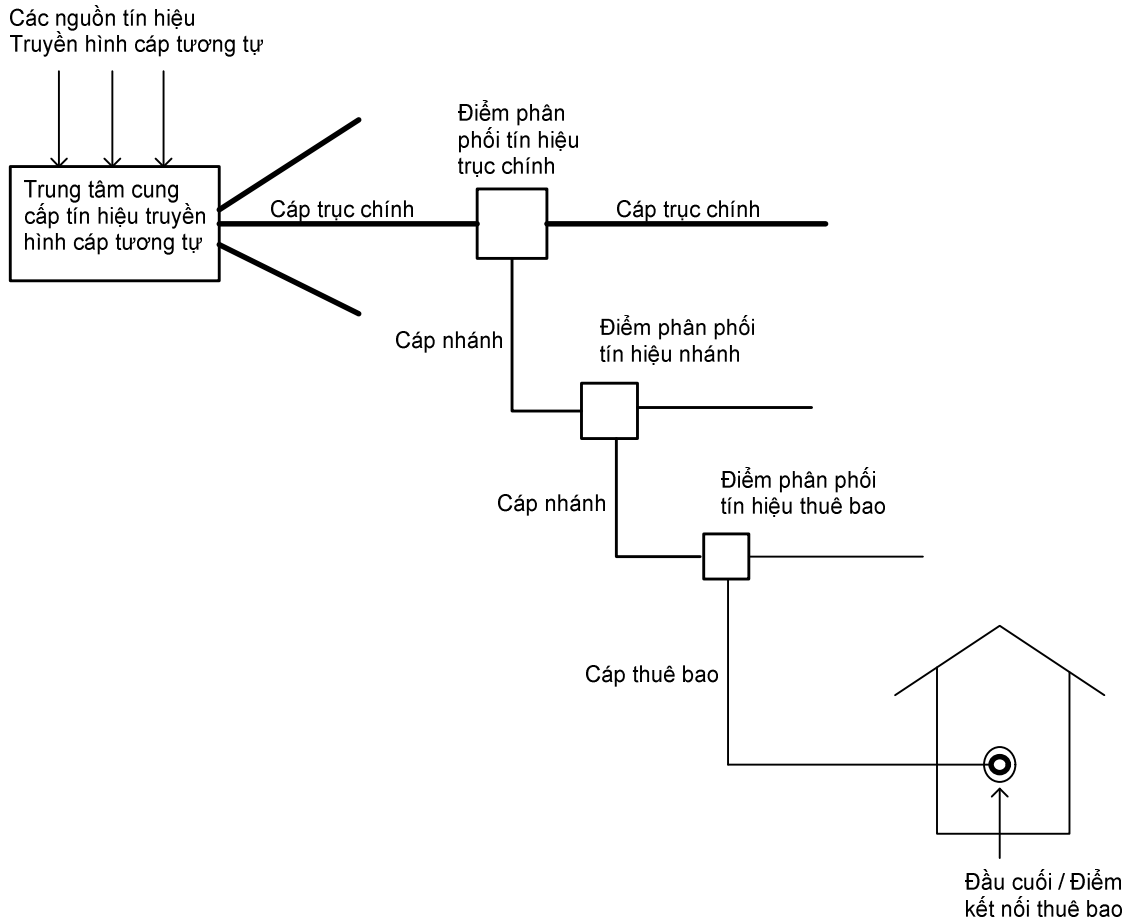 Các nguồn tín hiệu
Truyền hình cáp tương tự
Điểm phân
phối tín hiệu
trục chính
Trung tâm cung
cấp tín hiệu truyền
hình cáp tương tự
Cáp trục chính
Cáp trục chính
Cáp nhánh
Điểm phân phối
tín hiệu nhánh
Cáp nhánh
Điểm phân phối
tín hiệu thuê bao
Cáp thuê bao
Đầu cuối / Điểm
kết nối thuê bao